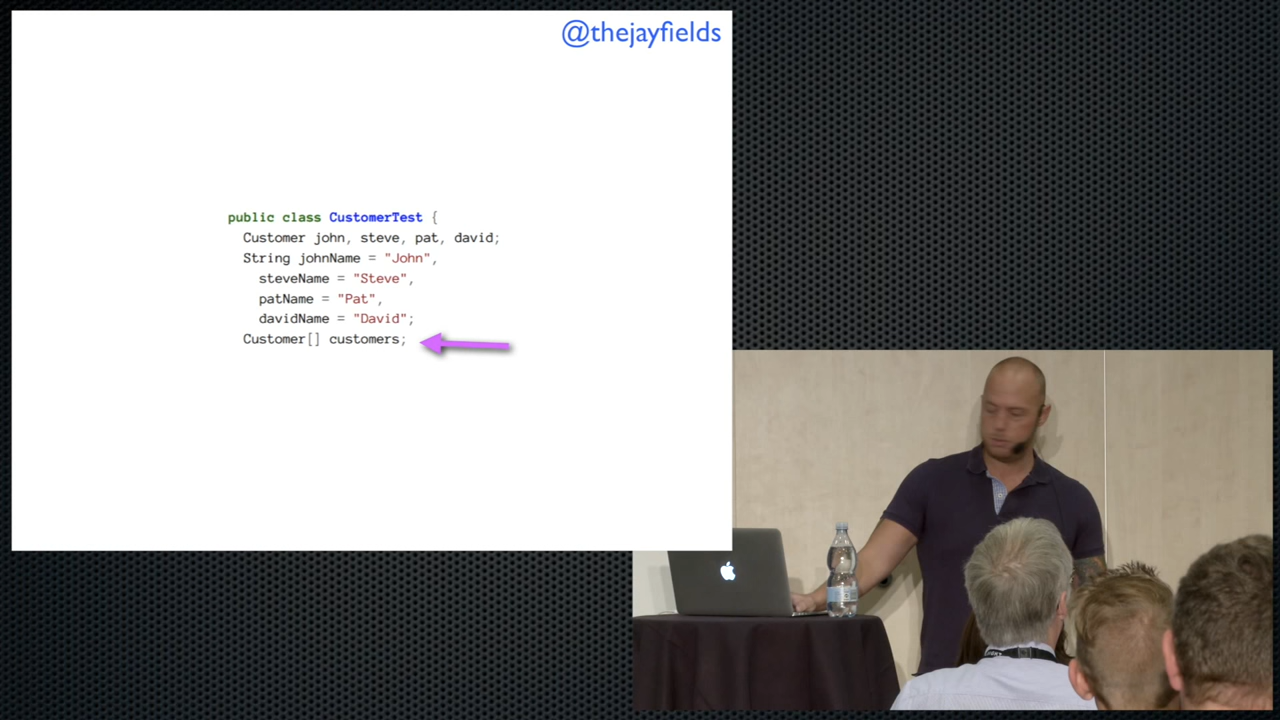 @thejayfields
public class CustomerTest {
Customer john, steve, pat, david;
String johnName = "John",
steveName = "Steve",
patName = "Pat",
davidName = "David";
Customer[] customers;